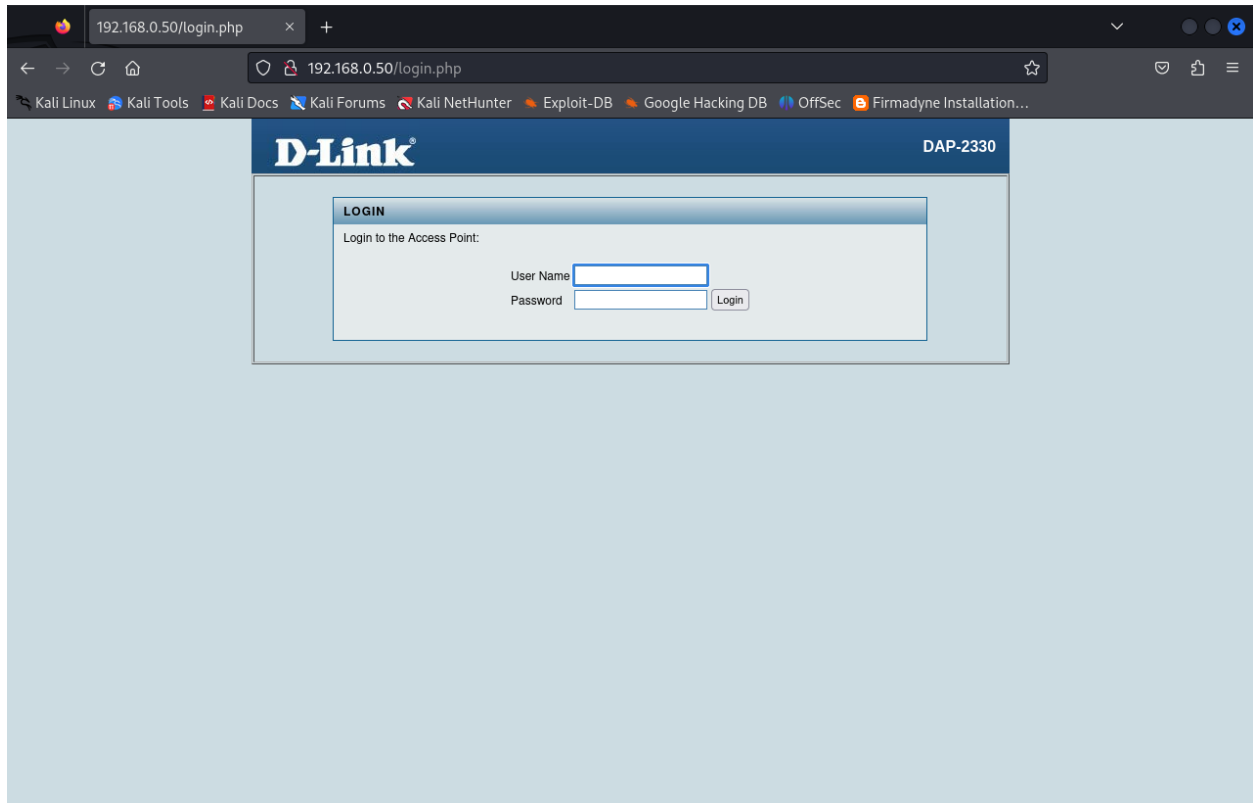 192.168.0.50/login.php
192.168.0.50/login.php
Kali Linux Kali Tools Kali Docs Kali Forums Kali NetHunter Exploit-DB Google Hacking DB OffSec Firmadyne Installation...
D-Link® DAP-2330
LOGIN
Login to the Access Point:
User Name
Password Login